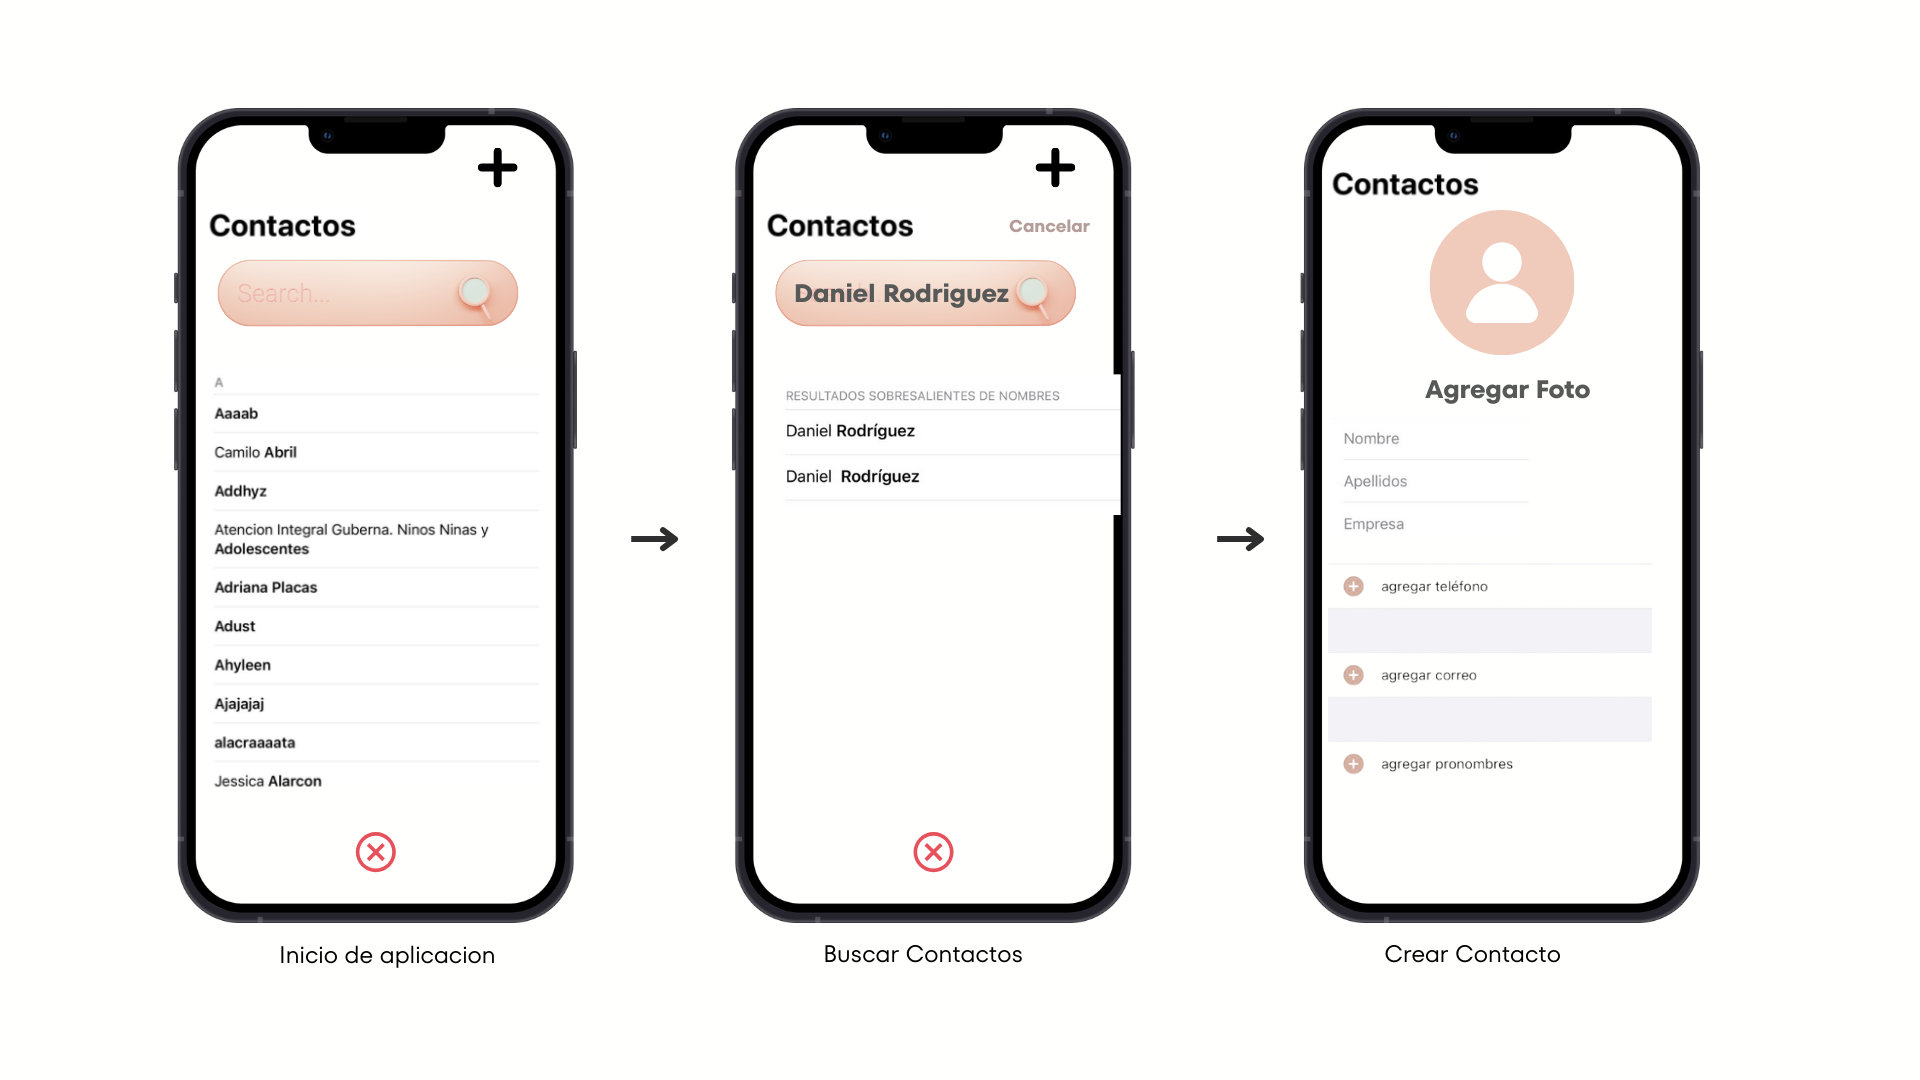 Contactos
Search...
A
Aaaab
Camilo Abril
Addhyz
Atencion Integral Guberna. Ninos Ninas y
Adolescentes
Adriana Placas
Adust
Ahyleen
Ajajajaj
alacraaaata
Jessica Alarcon
Inicio de aplicacion
Contactos
Cancelar
Daniel Rodriguez
RESULTADOS SOBRESALIENTES DE NOMBRES
Daniel Rodríguez
Daniel Rodríguez
Buscar Contactos
Contactos
Agregar Foto
Nombre
Apellidos
Empresa
agregar teléfono
agregar correo
agregar pronombres
Crear Contacto